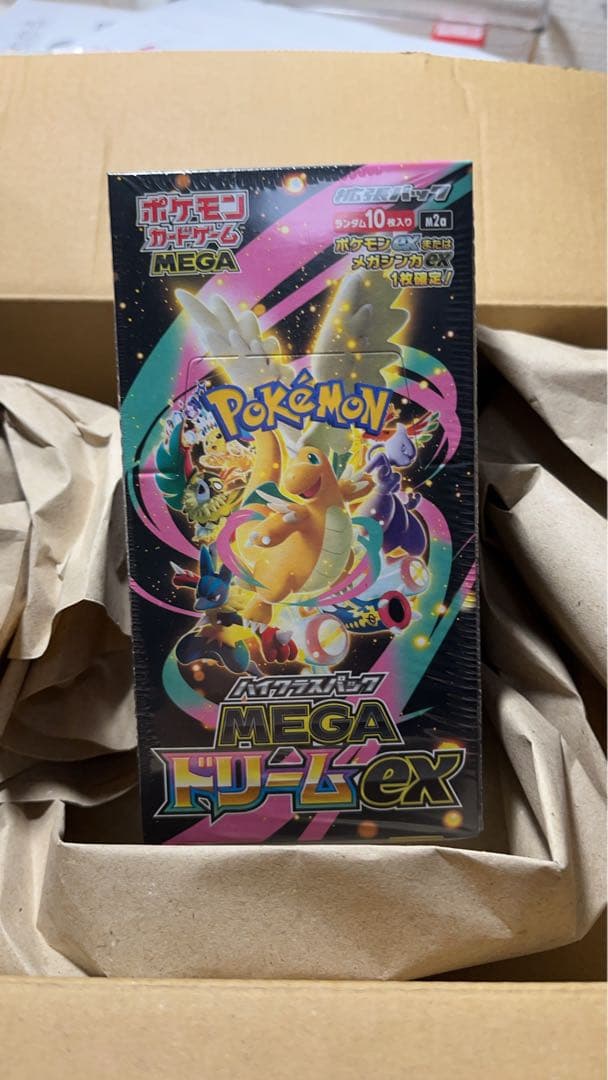 ポケモン
カードゲーム
MEGA
拡張パック
ランダム10枚入り M2a
ポケモンexまたは
メガシンカex
1枚確定!
POKéMON
ハイクラスパック
MEGA
ドリームex